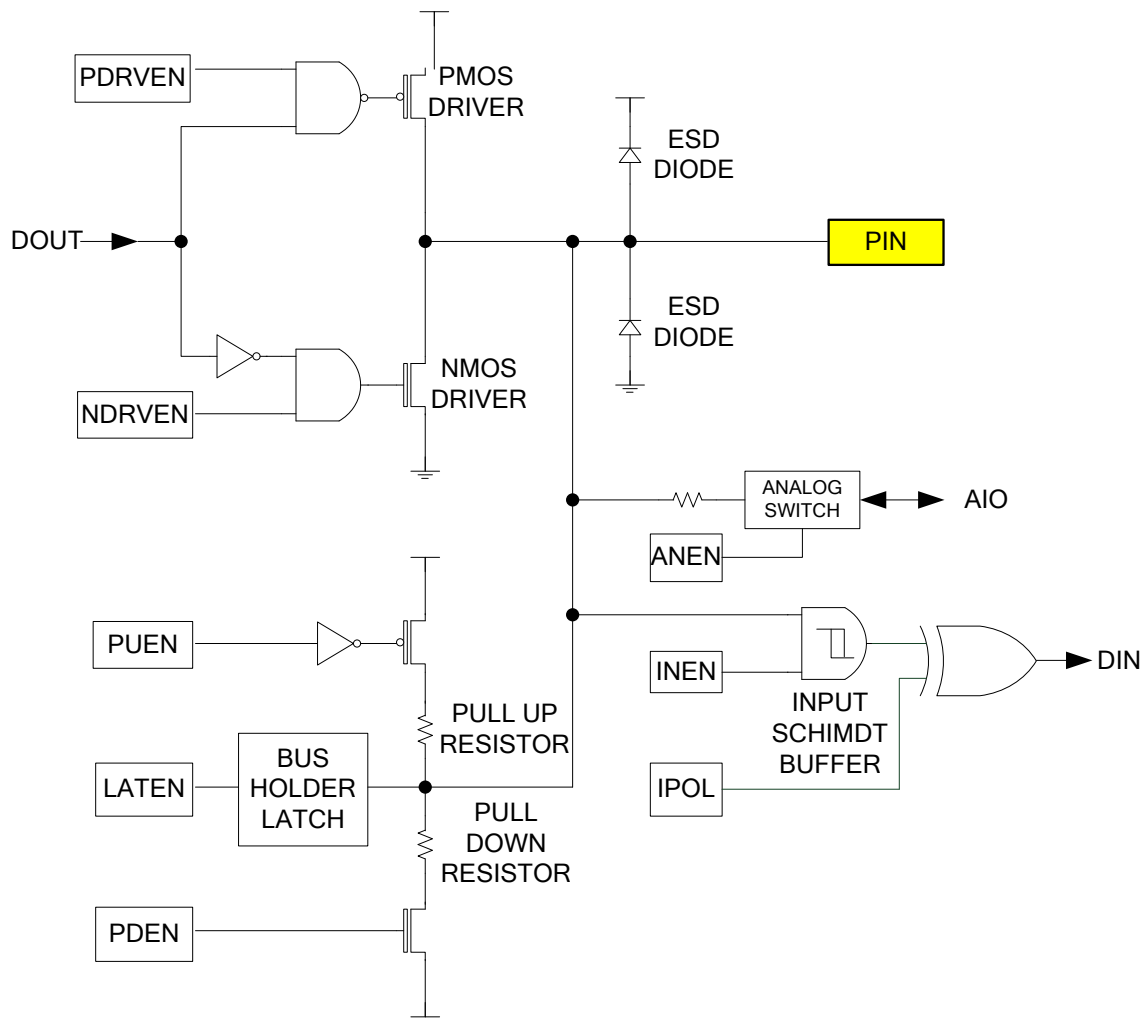 PDRVEN
PMOS
DRIVER
ESD
DIODE
DOUT
PIN
ESD
DIODE
NMOS
DRIVER
NDRVEN
ANALOG
SWITCH
AIO
ANEN
PUEN
INEN
DIN
PULL UP
RESISTOR
INPUT
SCHIMDT
BUFFER
LATEN
BUS
HOLDER
LATCH
IPOL
PULL
DOWN
RESISTOR
PDEN